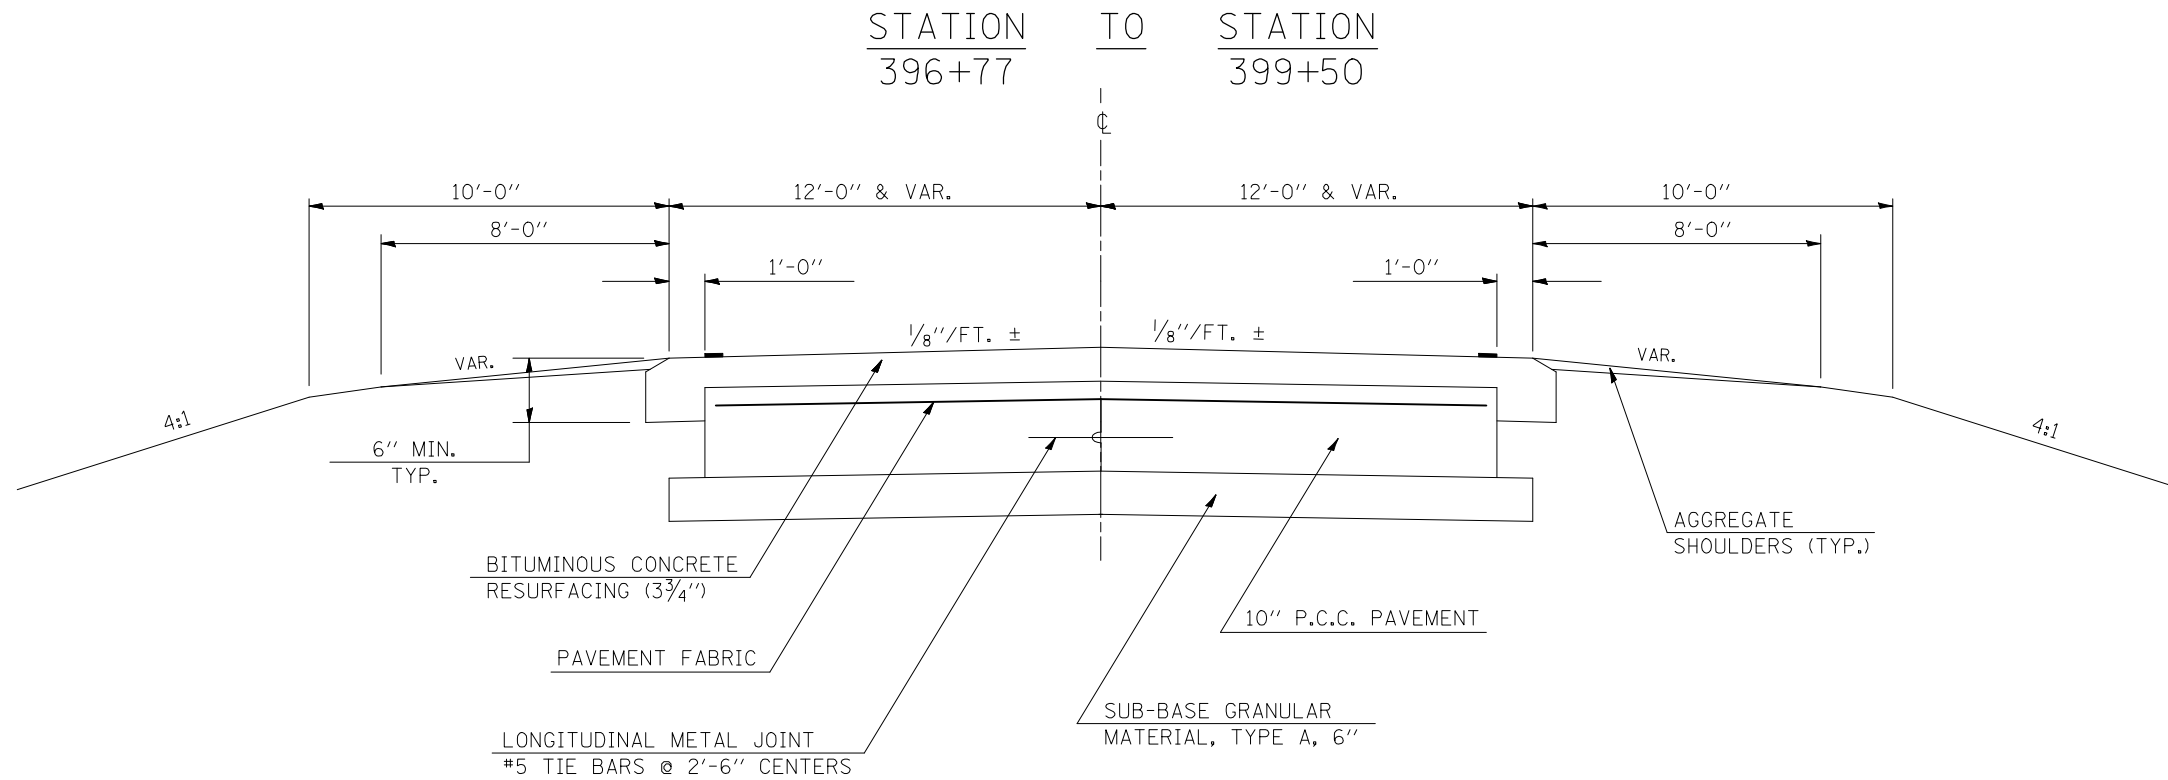 STATION TO STATION
396+77 399+50
℄
10'-0" 12'-0" & VAR. 12'-0" & VAR. 10'-0"
8'-0" 8'-0"
1'-0" 1'-0"
1/8"/FT. ± 1/8"/FT. ±
VAR. VAR.
4:1 4:1
6" MIN.
TYP.
AGGREGATE
SHOULDERS (TYP.)
BITUMINOUS CONCRETE
RESURFACING (3 3/4")
10" P.C.C. PAVEMENT
PAVEMENT FABRIC
SUB-BASE GRANULAR
MATERIAL, TYPE A, 6"
LONGITUDINAL METAL JOINT
#5 TIE BARS @ 2'-6" CENTERS